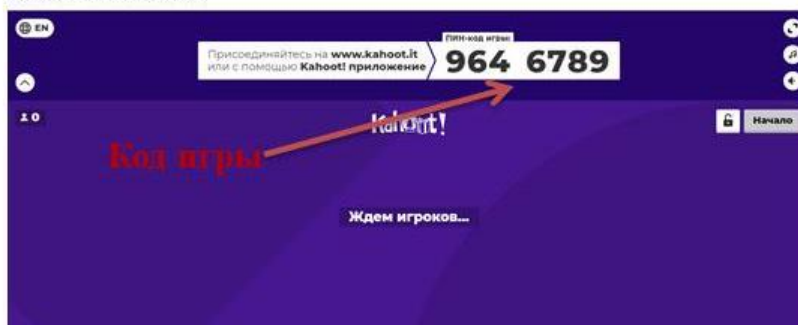 EN
ПИН-код игры:
Присоединяйтесь на www.kahoot.it
или с помощью Kahoot! приложение
964 6789
0
Kahoot!
Начало
Код игры
Ждем игроков...